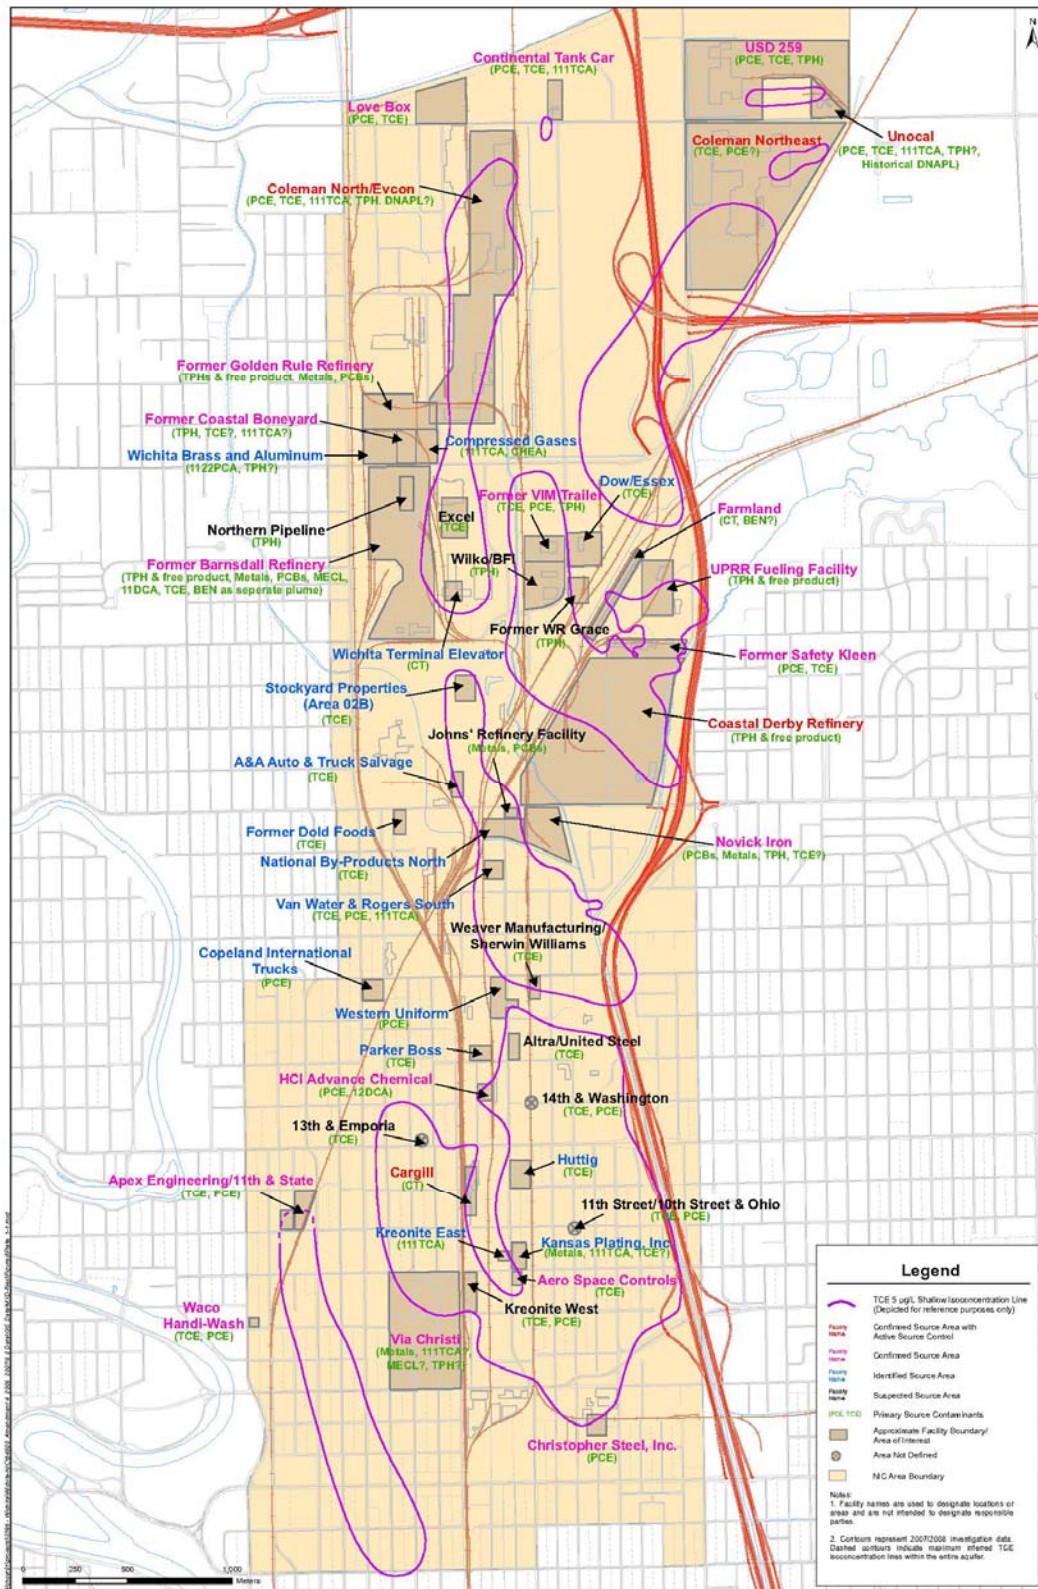 N
Continental Tank Car
(PCE, TCE, 111TCA)
USD 259
(PCE, TCE, TPH)
Love Box
(PCE, TCE)
Coleman Northeast
(TCE, PCE?)
Unocal
(PCE, TCE, 111TCA, TPH?,
Historical DNAPL)
Coleman North/Evcon
(PCE, TCE, 111TCA, TPH. DNAPL?)
Former Golden Rule Refinery
(TPHs & free product, Metals, PCBs)
Former Coastal Boneyard
(TPH, TCE?, 111TCA?)
Compressed Gases
(111TCA, CHEA)
Wichita Brass and Aluminum
(1122PCA, TPH?)
Dow/Essex
(TCE)
Former VIM Trailer
(TCE, PCE, TPH)
Farmland
(CT, BEN?)
Excel
(TCE)
Northern Pipeline
(TPH)
Wilko/BFI
(TPH)
Former Barnsdall Refinery
(TPH & free product, Metals, PCBs, MECL,
11DCA, TCE, BEN as seperate plume)
UPRR Fueling Facility
(TPH & free product)
Former WR Grace
(TPH)
Wichita Terminal Elevator
(CT)
Former Safety Kleen
(PCE, TCE)
Stockyard Properties
(Area 02B)
(TCE)
Coastal Derby Refinery
(TPH & free product)
Johns' Refinery Facility
(Metals, PCBs)
A&A Auto & Truck Salvage
(TCE)
Former Dold Foods
(TCE)
Novick Iron
(PCBs, Metals, TPH, TCE?)
National By-Products North
(TCE)
Van Water & Rogers South
(TCE, PCE, 111TCA)
Weaver Manufacturing/
Sherwin Williams
(TCE)
Copeland International
Trucks
(PCE)
Western Uniform
(PCE)
Altra/United Steel
(TCE)
Parker Boss
(TCE)
HCI Advance Chemical
(PCE, 12DCA)
14th & Washington
(TCE, PCE)
13th & Emporia
(TCE)
Huttig
(TCE)
Cargill
(CT)
Apex Engineering/11th & State
(TCE, PCE)
11th Street/10th Street & Ohio
(TCE, PCE)
Kreonite East
(111TCA)
Kansas Plating, Inc.
(Metals, 111TCA, TCE?)
Aero Space Controls
(TCE)
Kreonite West
(TCE, PCE)
Waco
Handi-Wash
(TCE, PCE)
Via Christi
(Metals, 111TCA?,
MECL?, TPH?)
Christopher Steel, Inc.
(PCE)
Legend
TCE 5 µg/L Shallow Isoconcentration Line
(Depicted for reference purposes only)
Facility
Name
Confirmed Source Area with
Active Source Control
Facility
Name
Confirmed Source Area
Facility
Name
Identified Source Area
Facility
Name
Suspected Source Area
(PCE, TCE)
Primary Source Contaminants
Approximate Facility Boundary/
Area of Interest
Area Not Defined
NIC Area Boundary
Notes:
1. Facility names are used to designate locations or
areas and are not intended to designate responsible
parties.
2. Contours represent 2007/2008 investigation data.
Dashed contours indicate maximum inferred TCE
isoconcentration lines within the entire aquifer.
0 250 500 1,000
Meters